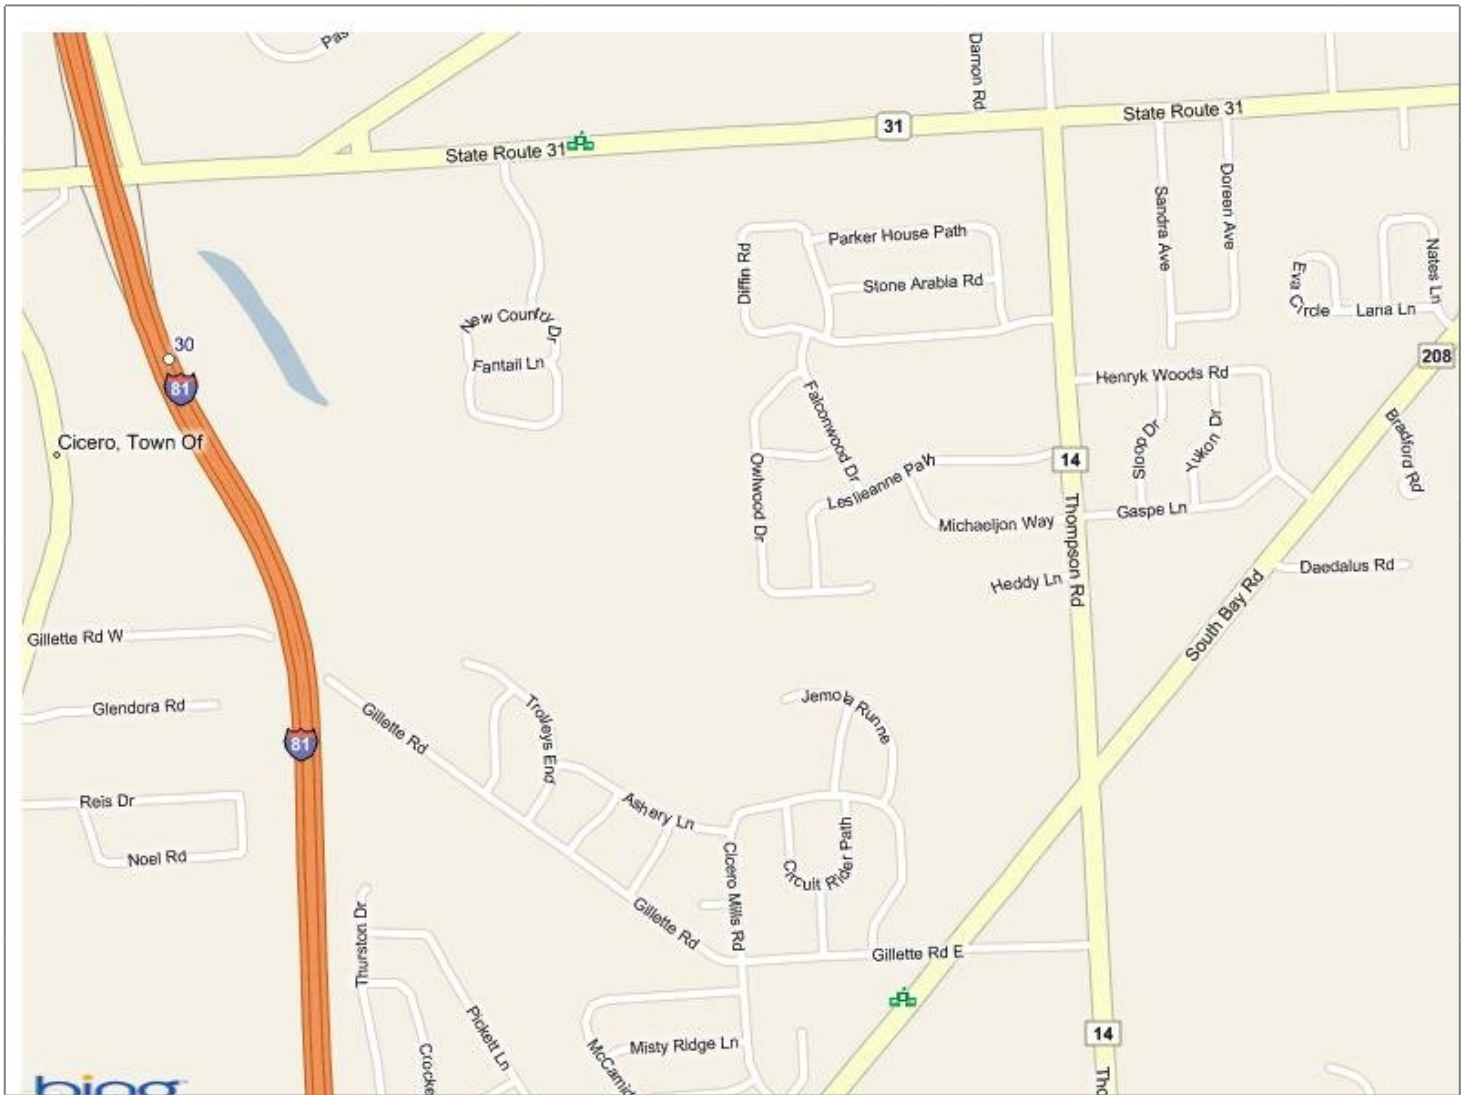 Damon Rd
State Route 31
31
State Route 31
Sandra Ave
Doreen Ave
Parker House Path
Diffin Rd
Stone Arabia Rd
Nates Ln
Eva Circle
Lana Ln
New Country Dr
Fantail Ln
30
81
208
Henryk Woods Rd
Falconwood Dr
Sloop Dr
Yukon Dr
Bradford Rd
Cicero, Town Of
14
Leslieanne Path
Owlwood Dr
Michaeljon Way
Thompson Rd
Gaspe Ln
Heddy Ln
Daedalus Rd
South Bay Rd
Gillette Rd W
Glendora Rd
Gillette Rd
81
Trolleys End
Jemola Runne
Reis Dr
Noel Rd
Ashery Ln
Cicero Mills Rd
Circuit Rider Path
Gillette Rd
Thurston Dr
Gillette Rd E
Pickett Ln
Misty Ridge Ln
14
bing